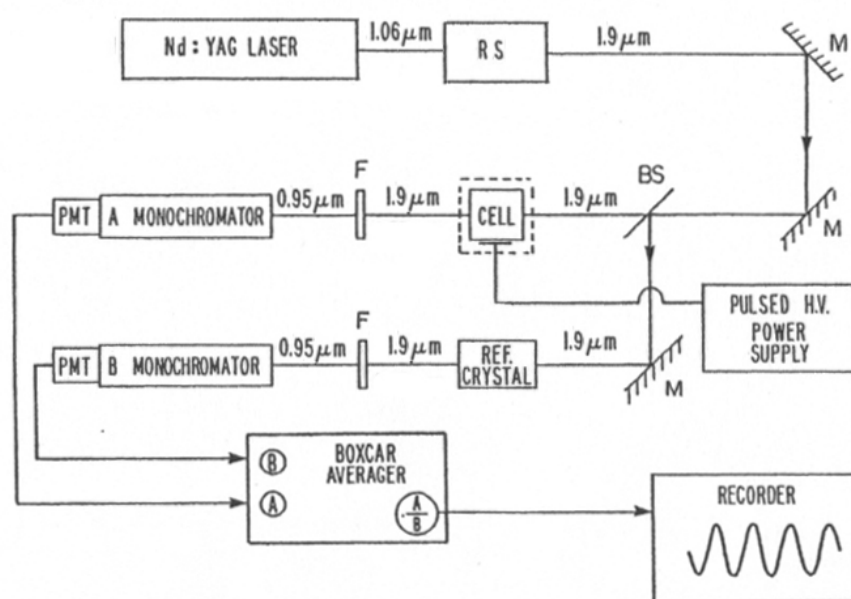 Nd:YAG LASER
1.06μm
RS
1.9μm
M
PMT
A MONOCHROMATOR
0.95μm
F
1.9μm
CELL
1.9μm
BS
M
PULSED H.V.
POWER
SUPPLY
PMT
B MONOCHROMATOR
0.95μm
F
1.9μm
REF.
CRYSTAL
1.9μm
M
BOXCAR
AVERAGER
B
A
A
B
RECORDER